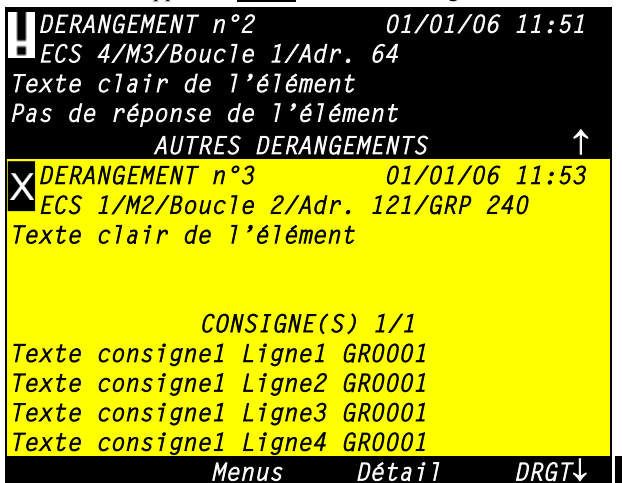 DERANGEMENT n°2 01/01/06 11:51
ECS 4/M3/Boucle 1/Adr. 64
Texte clair de l'élément
Pas de réponse de l'élément
AUTRES DERANGEMENTS ↑
X DERANGEMENT n°3 01/01/06 11:53
ECS 1/M2/Boucle 2/Adr. 121/GRP 240
Texte clair de l'élément
CONSIGNE(S) 1/1
Texte consigne1 Ligne1 GR0001
Texte consigne1 Ligne2 GR0001
Texte consigne1 Ligne3 GR0001
Texte consigne1 Ligne4 GR0001
Menus Détail DRGT↓